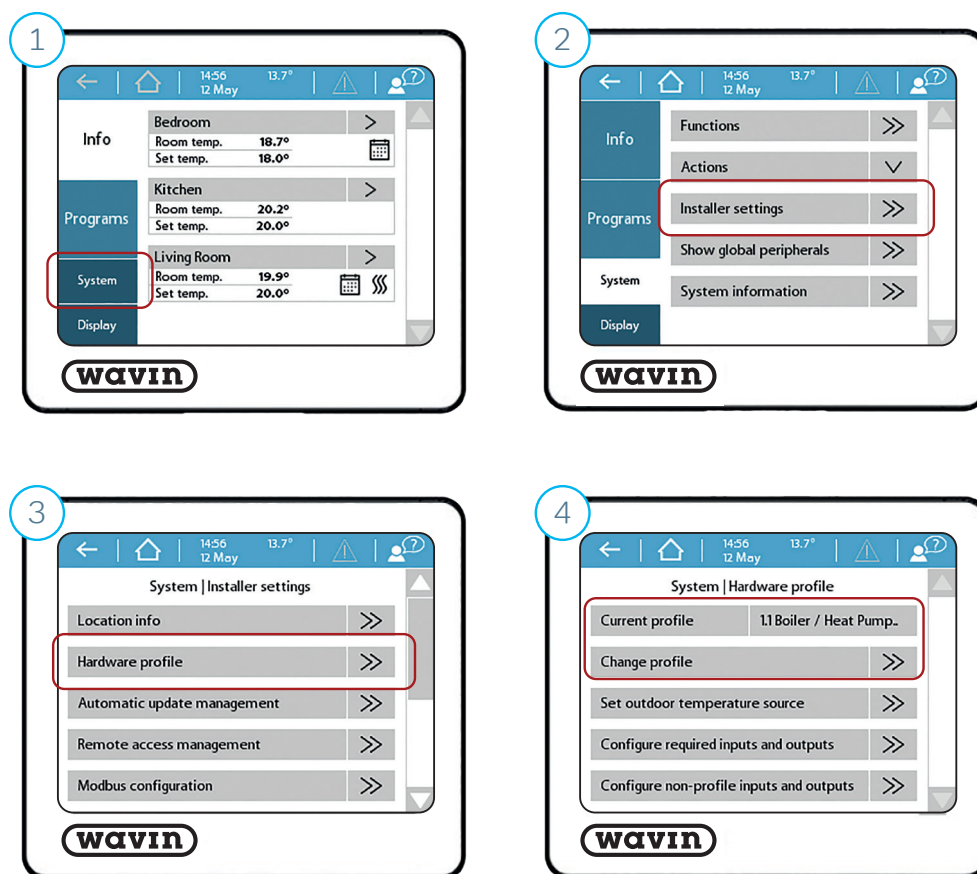 1
14:56 13.7°
12 May
Info
Programs
System
Display
Bedroom >
Room temp. 18.7°
Set temp. 18.0°
Kitchen >
Room temp. 20.2°
Set temp. 20.0°
Living Room >
Room temp. 19.9°
Set temp. 20.0°
wavin
2
14:56 13.7°
12 May
Info
Programs
System
Display
Functions
Actions
Installer settings
Show global peripherals
System information
wavin
3
14:56 13.7°
12 May
System | Installer settings
Location info
Hardware profile
Automatic update management
Remote access management
Modbus configuration
wavin
4
14:56 13.7°
12 May
System | Hardware profile
Current profile 1.1 Boiler / Heat Pump..
Change profile
Set outdoor temperature source
Configure required inputs and outputs
Configure non-profile inputs and outputs
wavin